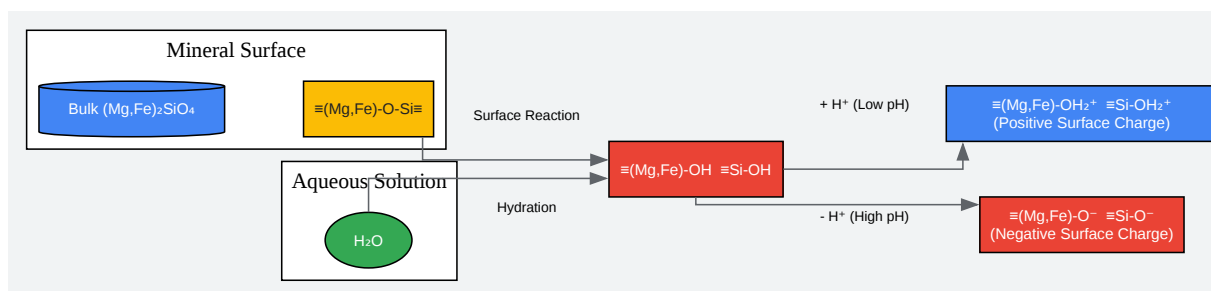 Mineral Surface
Bulk (Mg,Fe)₂SiO₄
≡(Mg,Fe)-O-Si≡
Surface Reaction
+ H⁺ (Low pH)
≡(Mg,Fe)-OH₂⁺ ≡Si-OH₂⁺
(Positive Surface Charge)
≡(Mg,Fe)-OH ≡Si-OH
Aqueous Solution
Hydration
H₂O
- H⁺ (High pH)
≡(Mg,Fe)-O⁻ ≡Si-O⁻
(Negative Surface Charge)